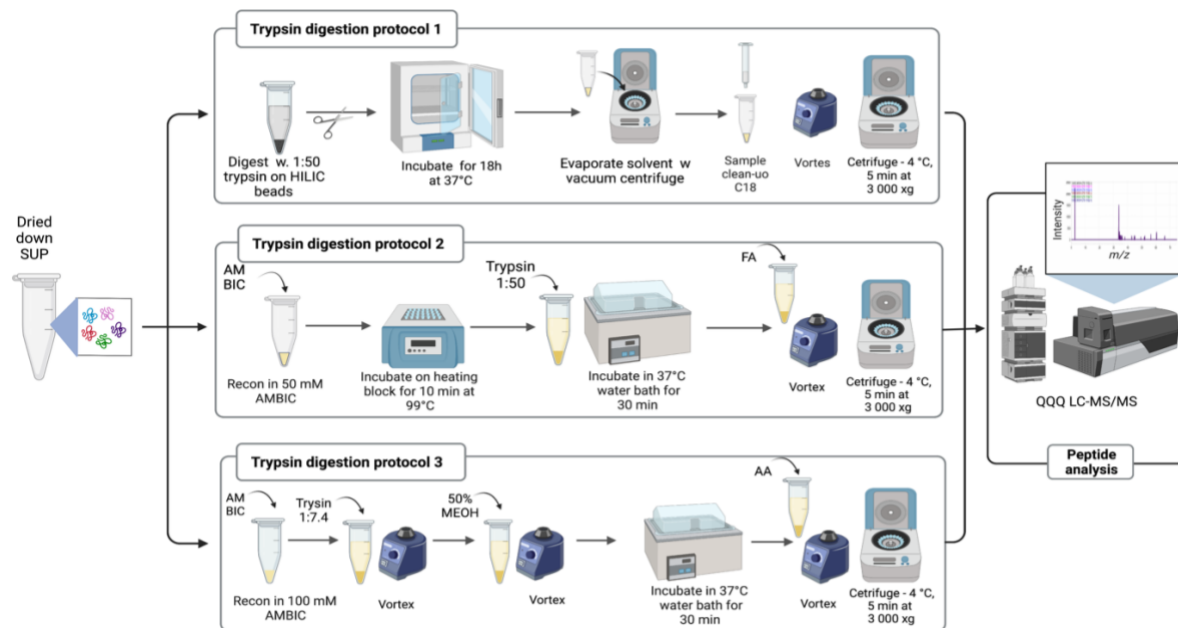 Trypsin digestion protocol 1
Digest w. 1:50
trypsin on HILIC
beads
Incubate for 18h
at 37°C
Evaporate solvent w
vacuum centrifuge
Sample
clean-uo
C18
Vortes
Cetrifuge - 4 °C,
5 min at
3 000 xg
Dried
down
SUP
Trypsin digestion protocol 2
AM
BIC
Recon in 50 mM
AMBIC
Incubate on heating
block for 10 min at
99°C
Trypsin
1:50
Incubate in 37°C
water bath for
30 min
FA
Vortex
Cetrifuge - 4 °C,
5 min at
3 000 xg
Trypsin digestion protocol 3
AM
BIC
Recon in 100 mM
AMBIC
Trysin
1:7.4
Vortex
50%
MEOH
Vortex
Incubate in 37°C
water bath for
30 min
AA
Vortex
Cetrifuge - 4 °C,
5 min at
3 000 xg
Intensity
m/z
QQQ LC-MS/MS
Peptide
analysis